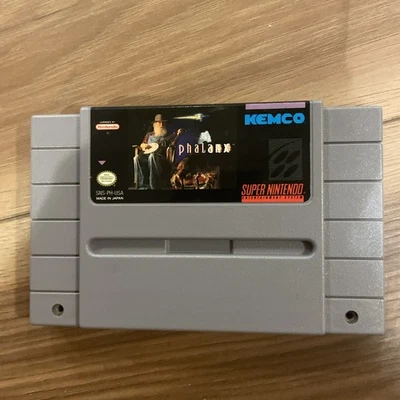 LICENSED BY
Nintendo
KEMCO
phalanx
SNS-PH-USA
MADE IN JAPAN
SUPER NINTENDO
ENTERTAINMENT SYSTEM